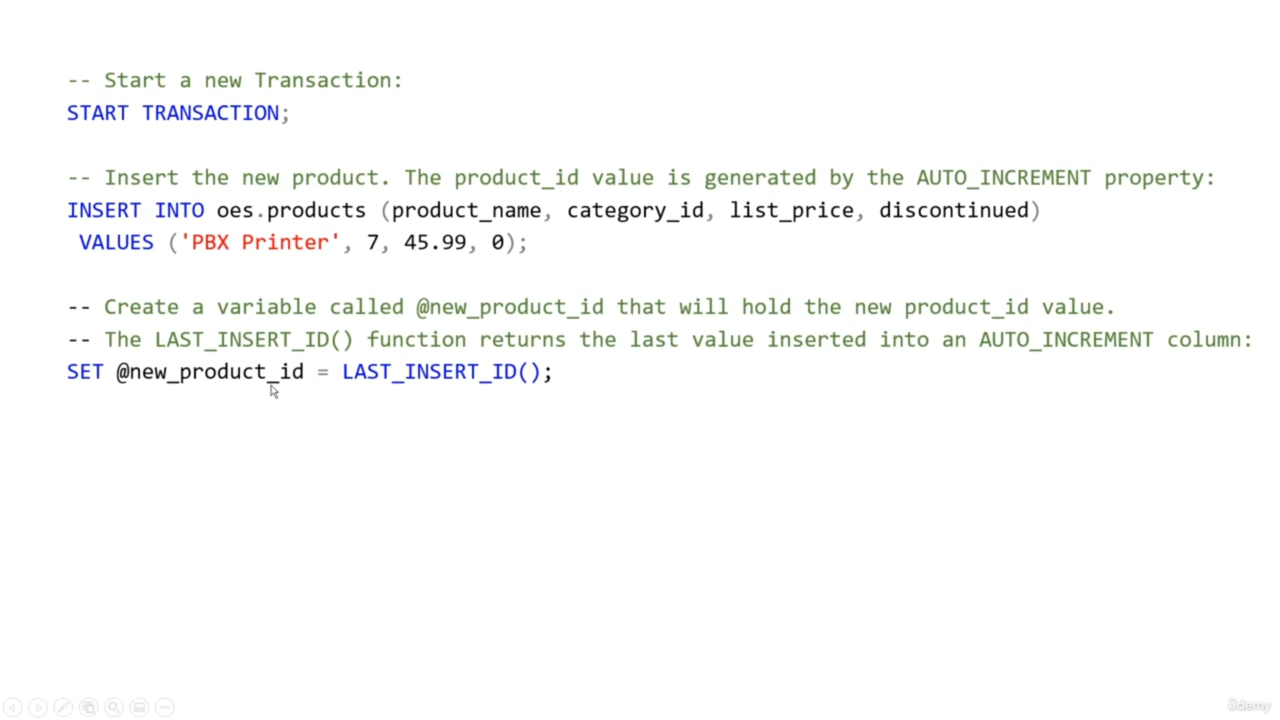 -- Start a new Transaction:
START TRANSACTION;
-- Insert the new product. The product_id value is generated by the AUTO_INCREMENT property:
INSERT INTO oes.products (product_name, category_id, list_price, discontinued)
VALUES ('PBX Printer', 7, 45.99, 0);
-- Create a variable called @new_product_id that will hold the new product_id value.
-- The LAST_INSERT_ID() function returns the last value inserted into an AUTO_INCREMENT column:
SET @new_product_id = LAST_INSERT_ID();
Udemy